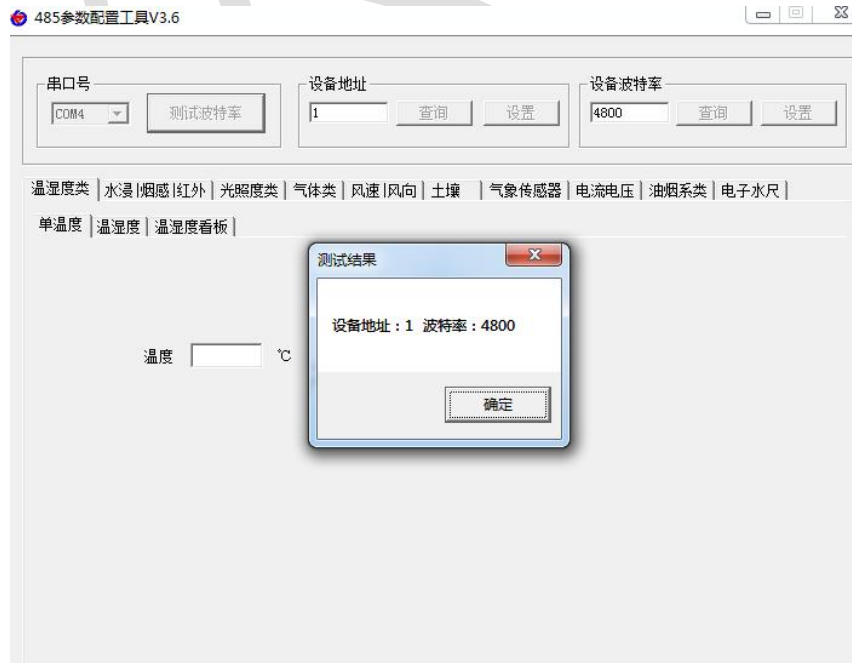 485参数配置工具V3.6
串口号
COM4
测试波特率
设备地址
1
查询
设置
设备波特率
4800
查询
设置
温湿度类 水浸|烟感|红外 光照度类 气体类 风速|风向 土壤 气象传感器 电流电压 油烟系类 电子水尺
单温度 温湿度 温湿度看板
测试结果
设备地址：1 波特率：4800
确定
温度 ℃